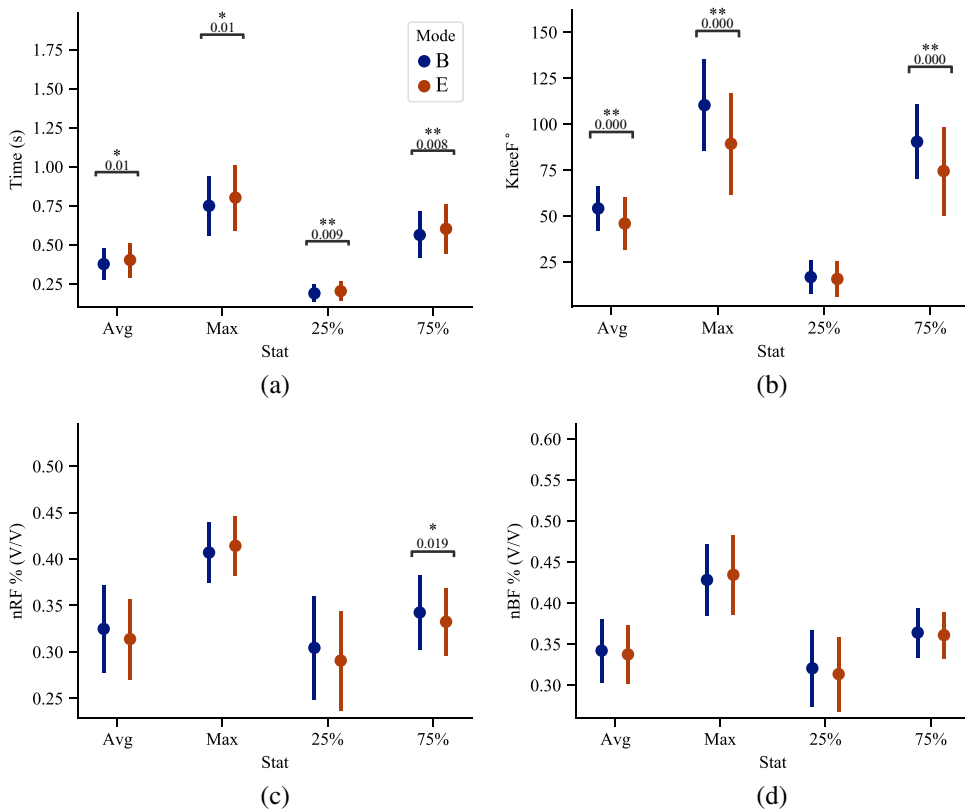 Time (s)
1.75
1.50
1.25
1.00
0.75
0.50
0.25
*
0.01
*
0.01
**
0.009
**
0.008
Mode
B
E
Avg Max 25% 75%
Stat
(a)
KneeF°
150
125
100
75
50
25
**
0.000
**
0.000
**
0.000
Avg Max 25% 75%
Stat
(b)
nRF % (V/V)
0.50
0.45
0.40
0.35
0.30
0.25
*
0.019
Avg Max 25% 75%
Stat
(c)
nBF % (V/V)
0.60
0.55
0.50
0.45
0.40
0.35
0.30
Avg Max 25% 75%
Stat
(d)